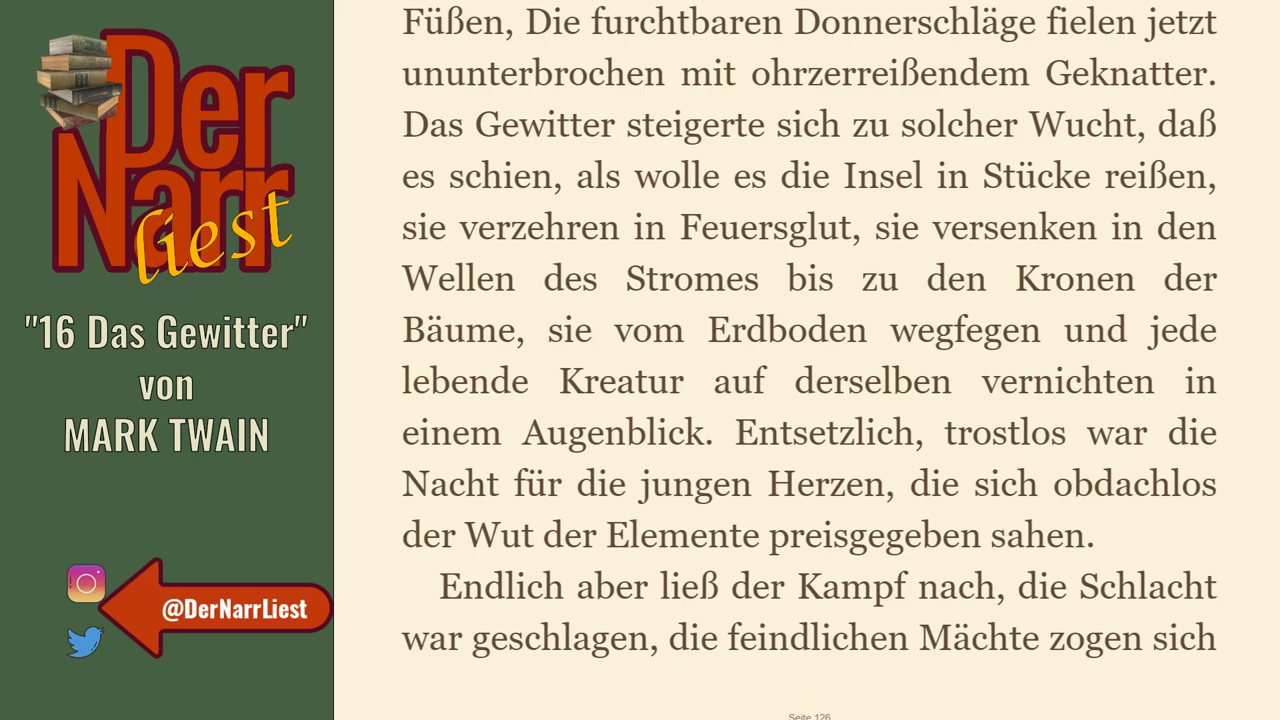 Der
Narr
liest
"16 Das Gewitter"
von
MARK TWAIN
@DerNarrLiest
Füßen, Die furchtbaren Donnerschläge fielen jetzt
ununterbrochen mit ohrzerreißendem Geknatter.
Das Gewitter steigerte sich zu solcher Wucht, daß
es schien, als wolle es die Insel in Stücke reißen,
sie verzehren in Feuersglut, sie versenken in den
Wellen des Stromes bis zu den Kronen der
Bäume, sie vom Erdboden wegfegen und jede
lebende Kreatur auf derselben vernichten in
einem Augenblick. Entsetzlich, trostlos war die
Nacht für die jungen Herzen, die sich obdachlos
der Wut der Elemente preisgegeben sahen.
Endlich aber ließ der Kampf nach, die Schlacht
war geschlagen, die feindlichen Mächte zogen sich
Seite 126